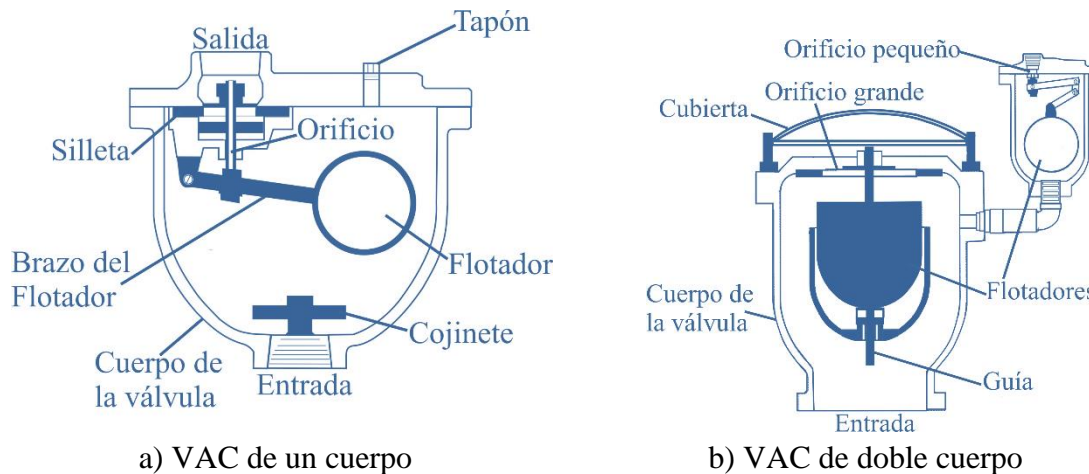 Salida
Tapón
Orificio
Silleta
Brazo del
Flotador
Flotador
Cojinete
Cuerpo de
la válvula
Entrada
a) VAC de un cuerpo
Orificio pequeño
Orificio grande
Cubierta
Flotadores
Cuerpo de
la válvula
Guía
Entrada
b) VAC de doble cuerpo